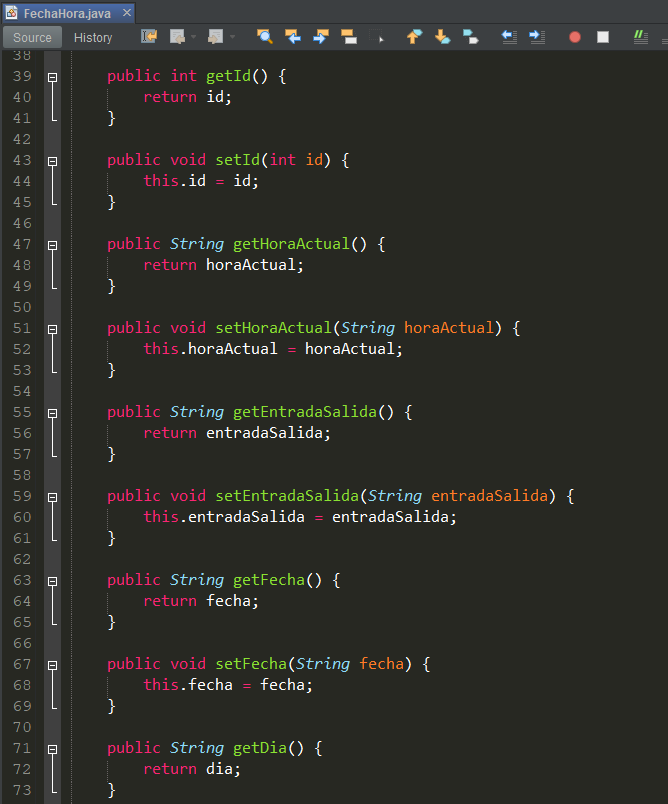 FechaHora.java
Source History
38
39 public int getId() {
40 return id;
41 }
42
43 public void setId(int id) {
44 this.id = id;
45 }
46
47 public String getHoraActual() {
48 return horaActual;
49 }
50
51 public void setHoraActual(String horaActual) {
52 this.horaActual = horaActual;
53 }
54
55 public String getEntradaSalida() {
56 return entradaSalida;
57 }
58
59 public void setEntradaSalida(String entradaSalida) {
60 this.entradaSalida = entradaSalida;
61 }
62
63 public String getFecha() {
64 return fecha;
65 }
66
67 public void setFecha(String fecha) {
68 this.fecha = fecha;
69 }
70
71 public String getDia() {
72 return dia;
73 }